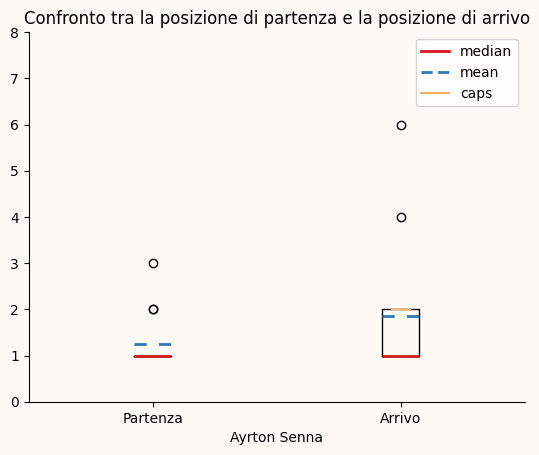 Confronto tra la posizione di partenza e la posizione di arrivo
8
7
6
5
4
3
2
1
0
median
mean
caps
Partenza
Arrivo
Ayrton Senna